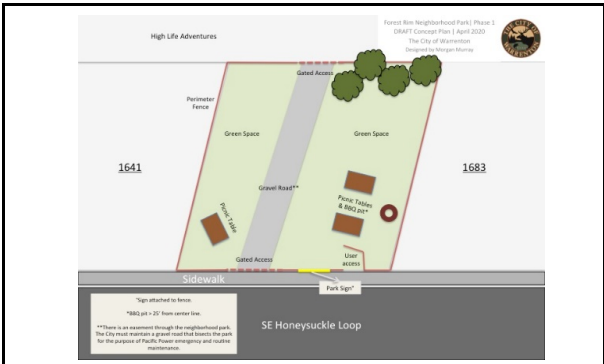 High Life Adventures
Forest Rim Neighborhood Park| Phase 1
DRAFT Concept Plan | April 2020
The City of Warrenton
Designed by Morgan Murray
THE CITY OF
WARRENTON
Gated Access
Perimeter
Fence
Green Space
Green Space
1641
1683
Gravel Road**
Picnic Tables
& BBQ pit*
Picnic Table
Gated Access
User
access
Sidewalk
Park Sign"
"Sign attached to fence.
*BBQ pit > 25' from center line.
**There is an easement through the neighborhood park.
The City must maintain a gravel road that bisects the park
for the purpose of Pacific Power emergency and routine
maintenance.
SE Honeysuckle Loop